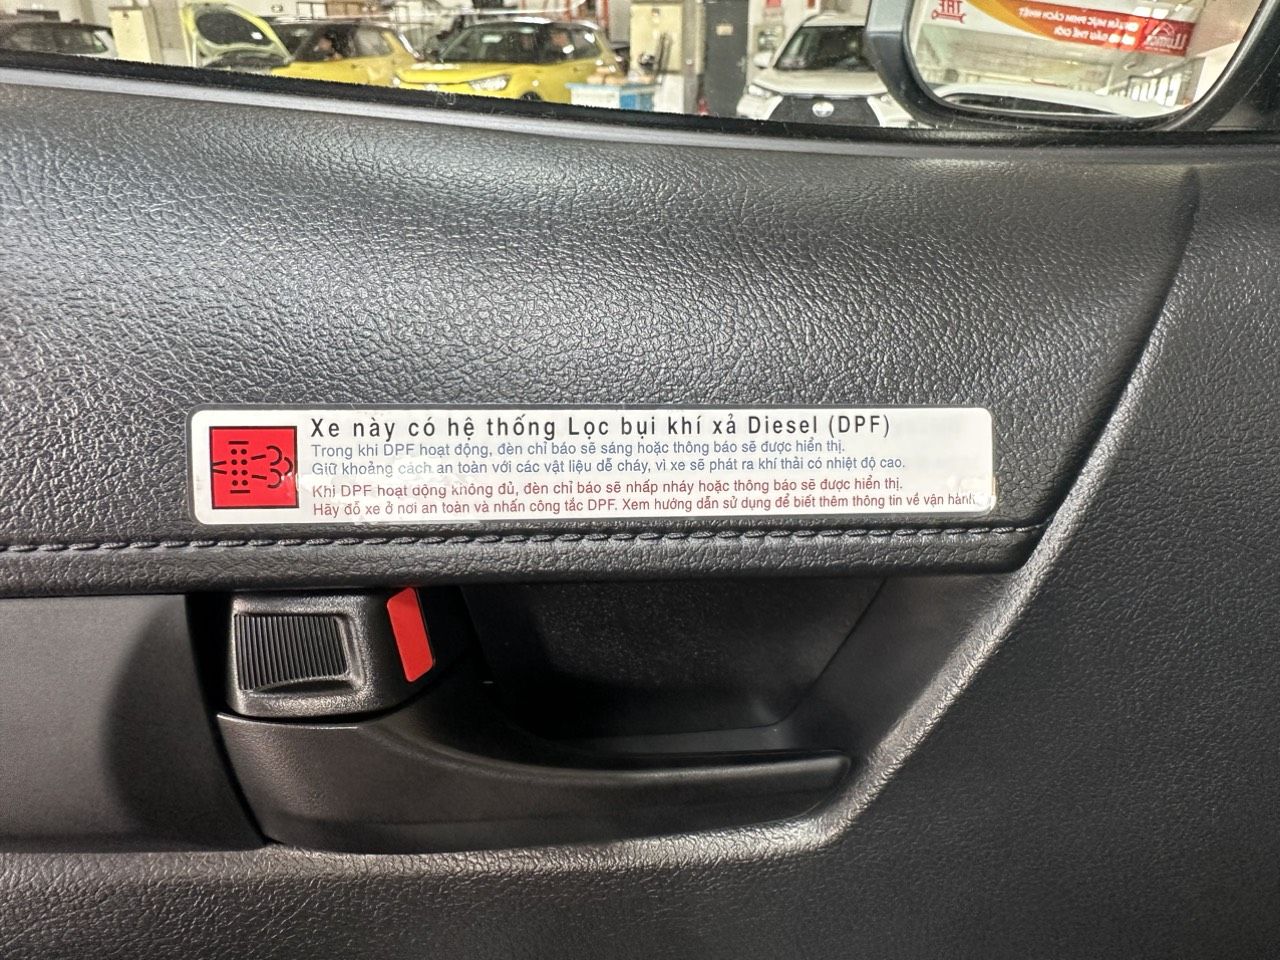 Xe này có hệ thống Lọc bụi khí xả Diesel (DPF)
Trong khi DPF hoạt động, đèn chỉ báo sẽ sáng hoặc thông báo sẽ được hiển thị.
Giữ khoảng cách an toàn với các vật liệu dễ cháy, vì xe sẽ phát ra khí thải có nhiệt độ cao.
Khi DPF hoạt động không đủ, đèn chỉ báo sẽ nhấp nháy hoặc thông báo sẽ được hiển thị.
Hãy đỗ xe ở nơi an toàn và nhấn công tắc DPF. Xem hướng dẫn sử dụng để biết thêm thông tin về vận hành.